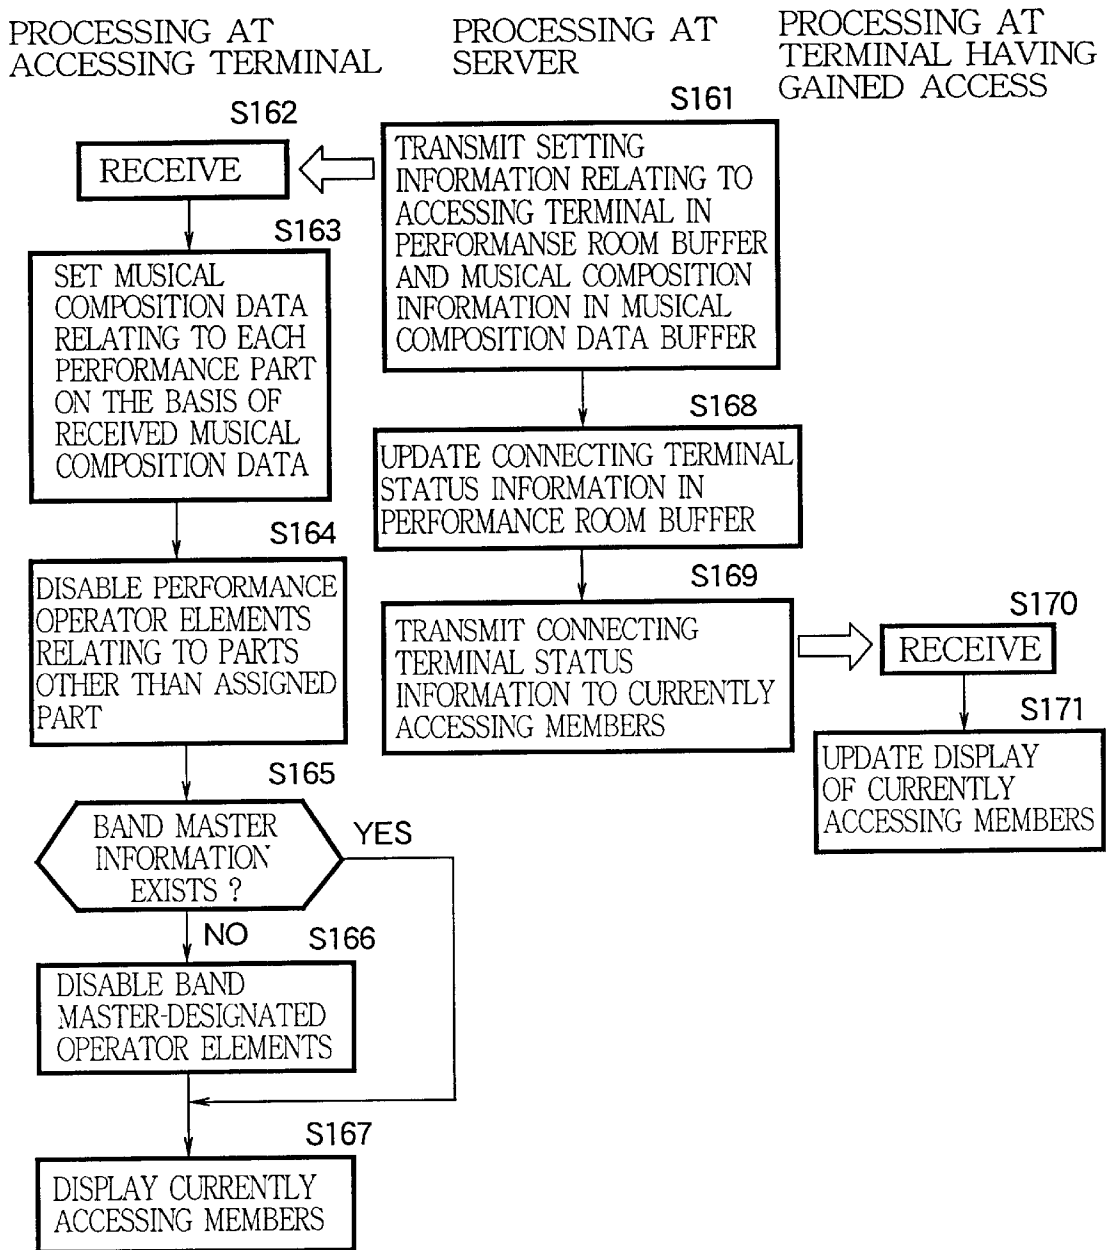 PROCESSING AT
ACCESSING TERMINAL
PROCESSING AT
SERVER
PROCESSING AT
TERMINAL HAVING
GAINED ACCESS
S161
TRANSMIT SETTING
INFORMATION RELATING TO
ACCESSING TERMINAL IN
PERFORMANSE ROOM BUFFER
AND MUSICAL COMPOSITION
INFORMATION IN MUSICAL
COMPOSITION DATA BUFFER
S162
RECEIVE
S163
SET MUSICAL
COMPOSITION DATA
RELATING TO EACH
PERFORMANCE PART
ON THE BASIS OF
RECEIVED MUSICAL
COMPOSITION DATA
S164
DISABLE PERFORMANCE
OPERATOR ELEMENTS
RELATING TO PARTS
OTHER THAN ASSIGNED
PART
S165
BAND MASTER
INFORMATION
EXISTS ?
YES
NO
S166
DISABLE BAND
MASTER-DESIGNATED
OPERATOR ELEMENTS
S167
DISPLAY CURRENTLY
ACCESSING MEMBERS
S168
UPDATE CONNECTING TERMINAL
STATUS INFORMATION IN
PERFORMANCE ROOM BUFFER
S169
TRANSMIT CONNECTING
TERMINAL STATUS
INFORMATION TO CURRENTLY
ACCESSING MEMBERS
S170
RECEIVE
S171
UPDATE DISPLAY
OF CURRENTLY
ACCESSING MEMBERS